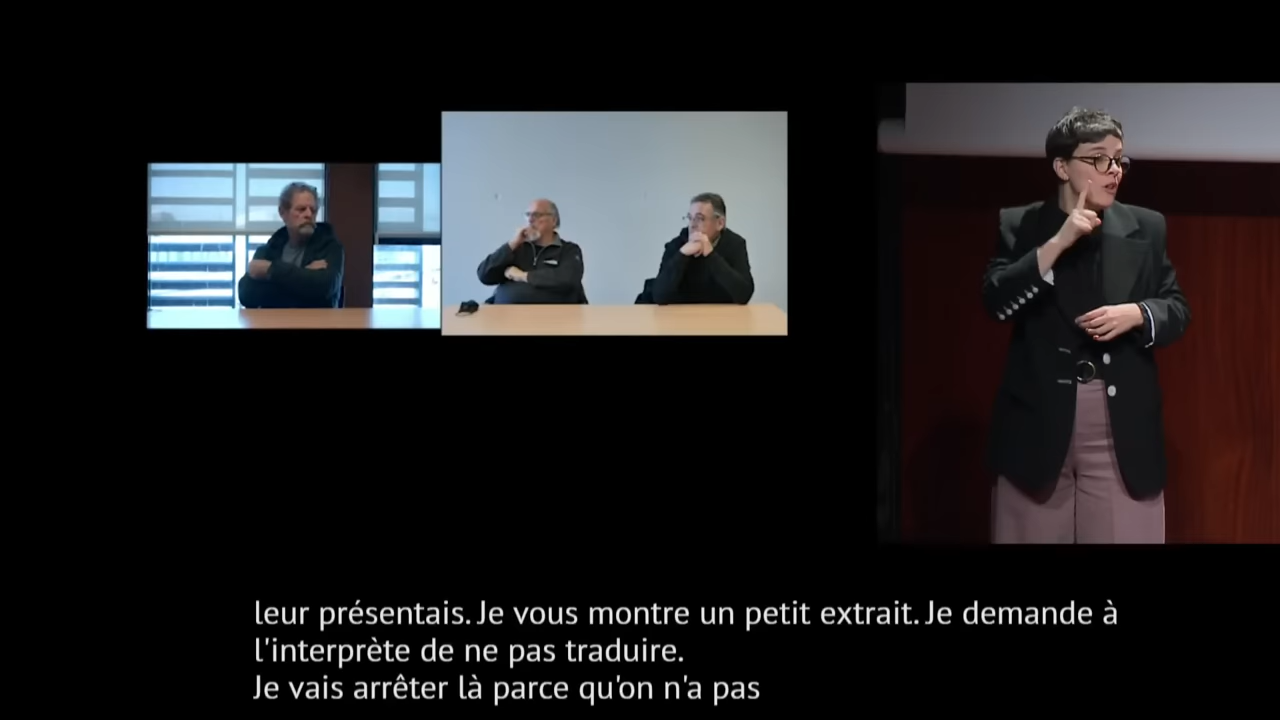 leur présentais. Je vous montre un petit extrait. Je demande à
l'interprète de ne pas traduire.
Je vais arrêter là parce qu'on n'a pas